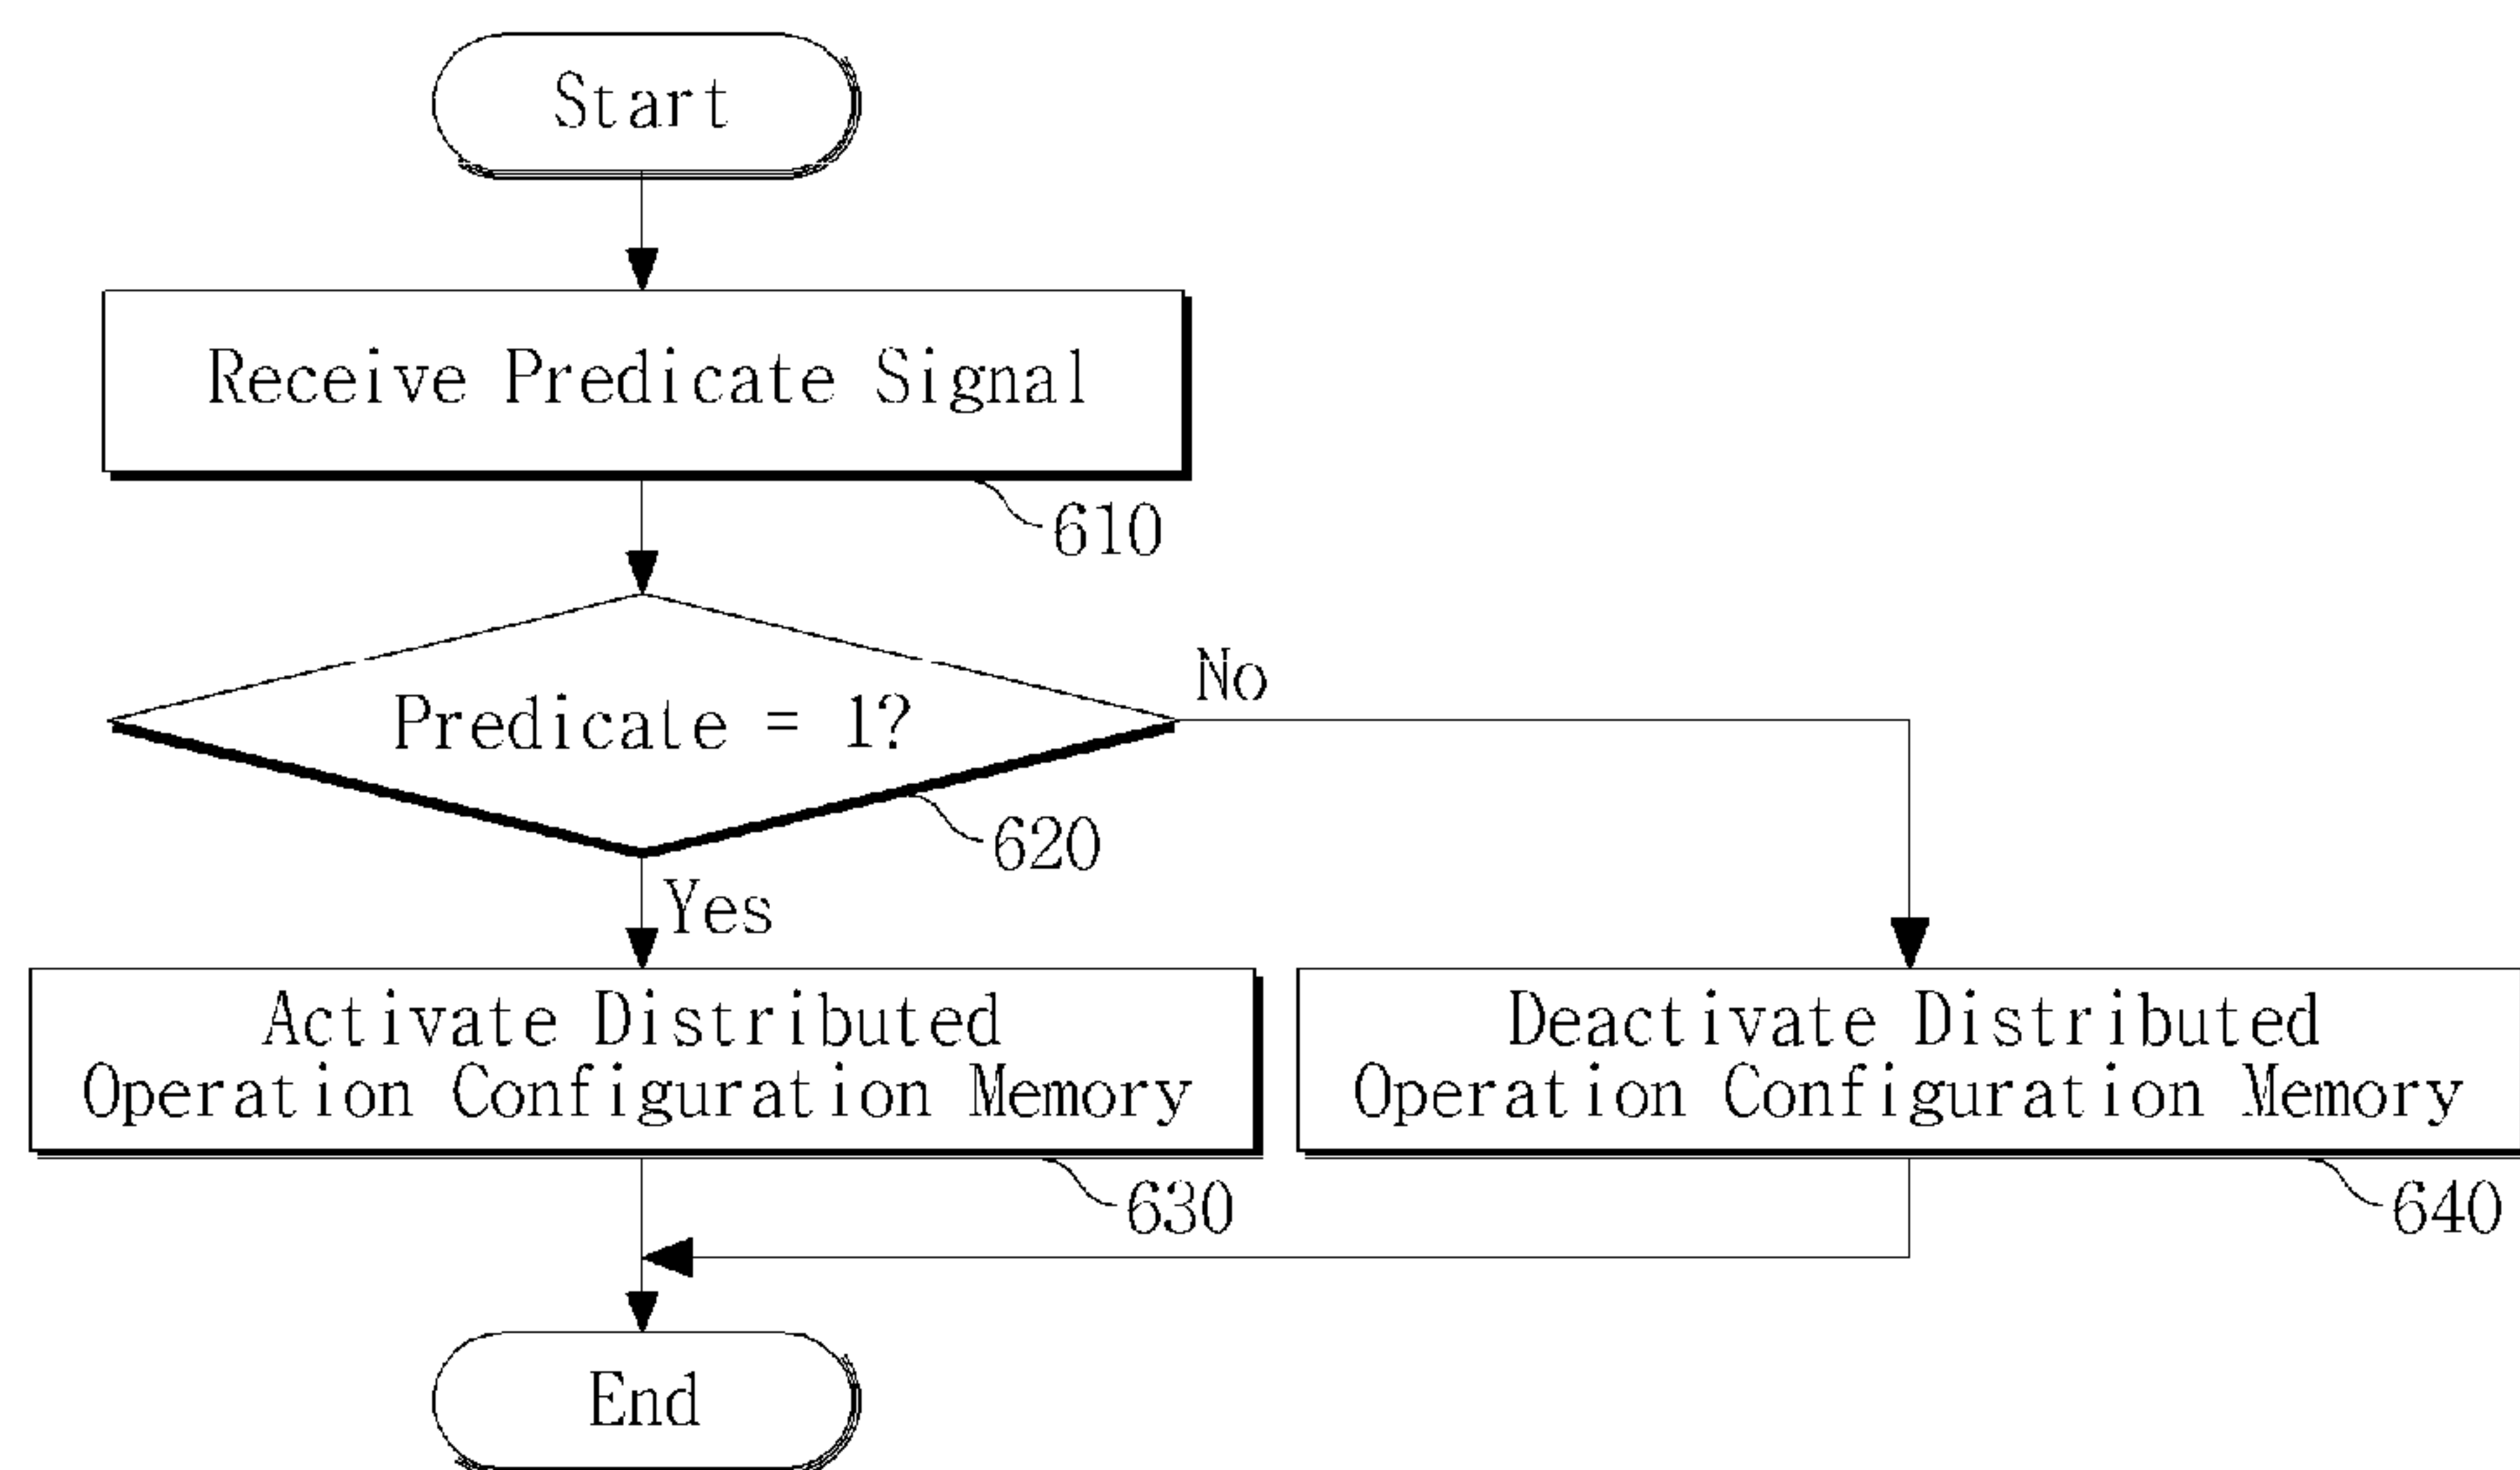 Start
Receive Predicate Signal
610
Predicate = 1?
No
620
Yes
Activate Distributed
Operation Configuration Memory
630
Deactivate Distributed
Operation Configuration Memory
640
End